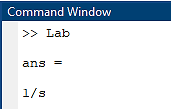 Command Window
>> Lab
ans =
1/s